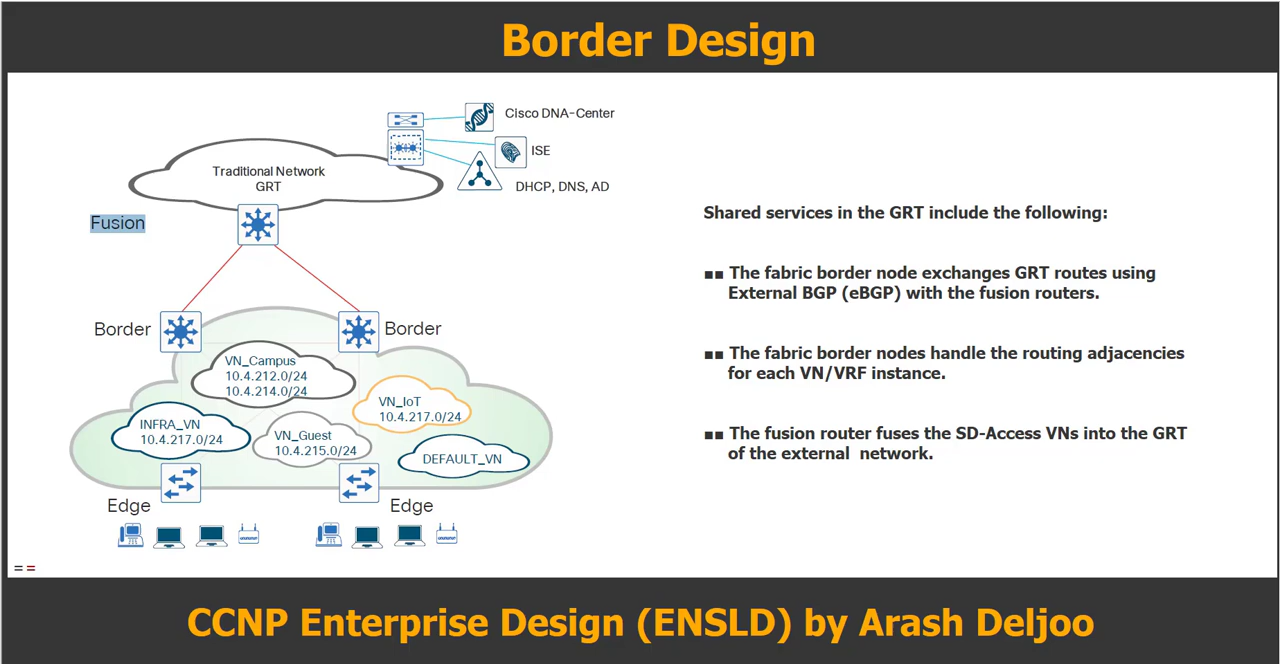 Border Design
Cisco DNA-Center
ISE
DHCP, DNS, AD
Traditional Network
GRT
Fusion
Border
Border
VN_Campus
10.4.212.0/24
10.4.214.0/24
VN_IoT
10.4.217.0/24
INFRA_VN
10.4.217.0/24
VN_Guest
10.4.215.0/24
DEFAULT_VN
Edge
Edge
Shared services in the GRT include the following:
▪▪ The fabric border node exchanges GRT routes using
External BGP (eBGP) with the fusion routers.
▪▪ The fabric border nodes handle the routing adjacencies
for each VN/VRF instance.
▪▪ The fusion router fuses the SD-Access VNs into the GRT
of the external  network.
CCNP Enterprise Design (ENSLD) by Arash Deljoo